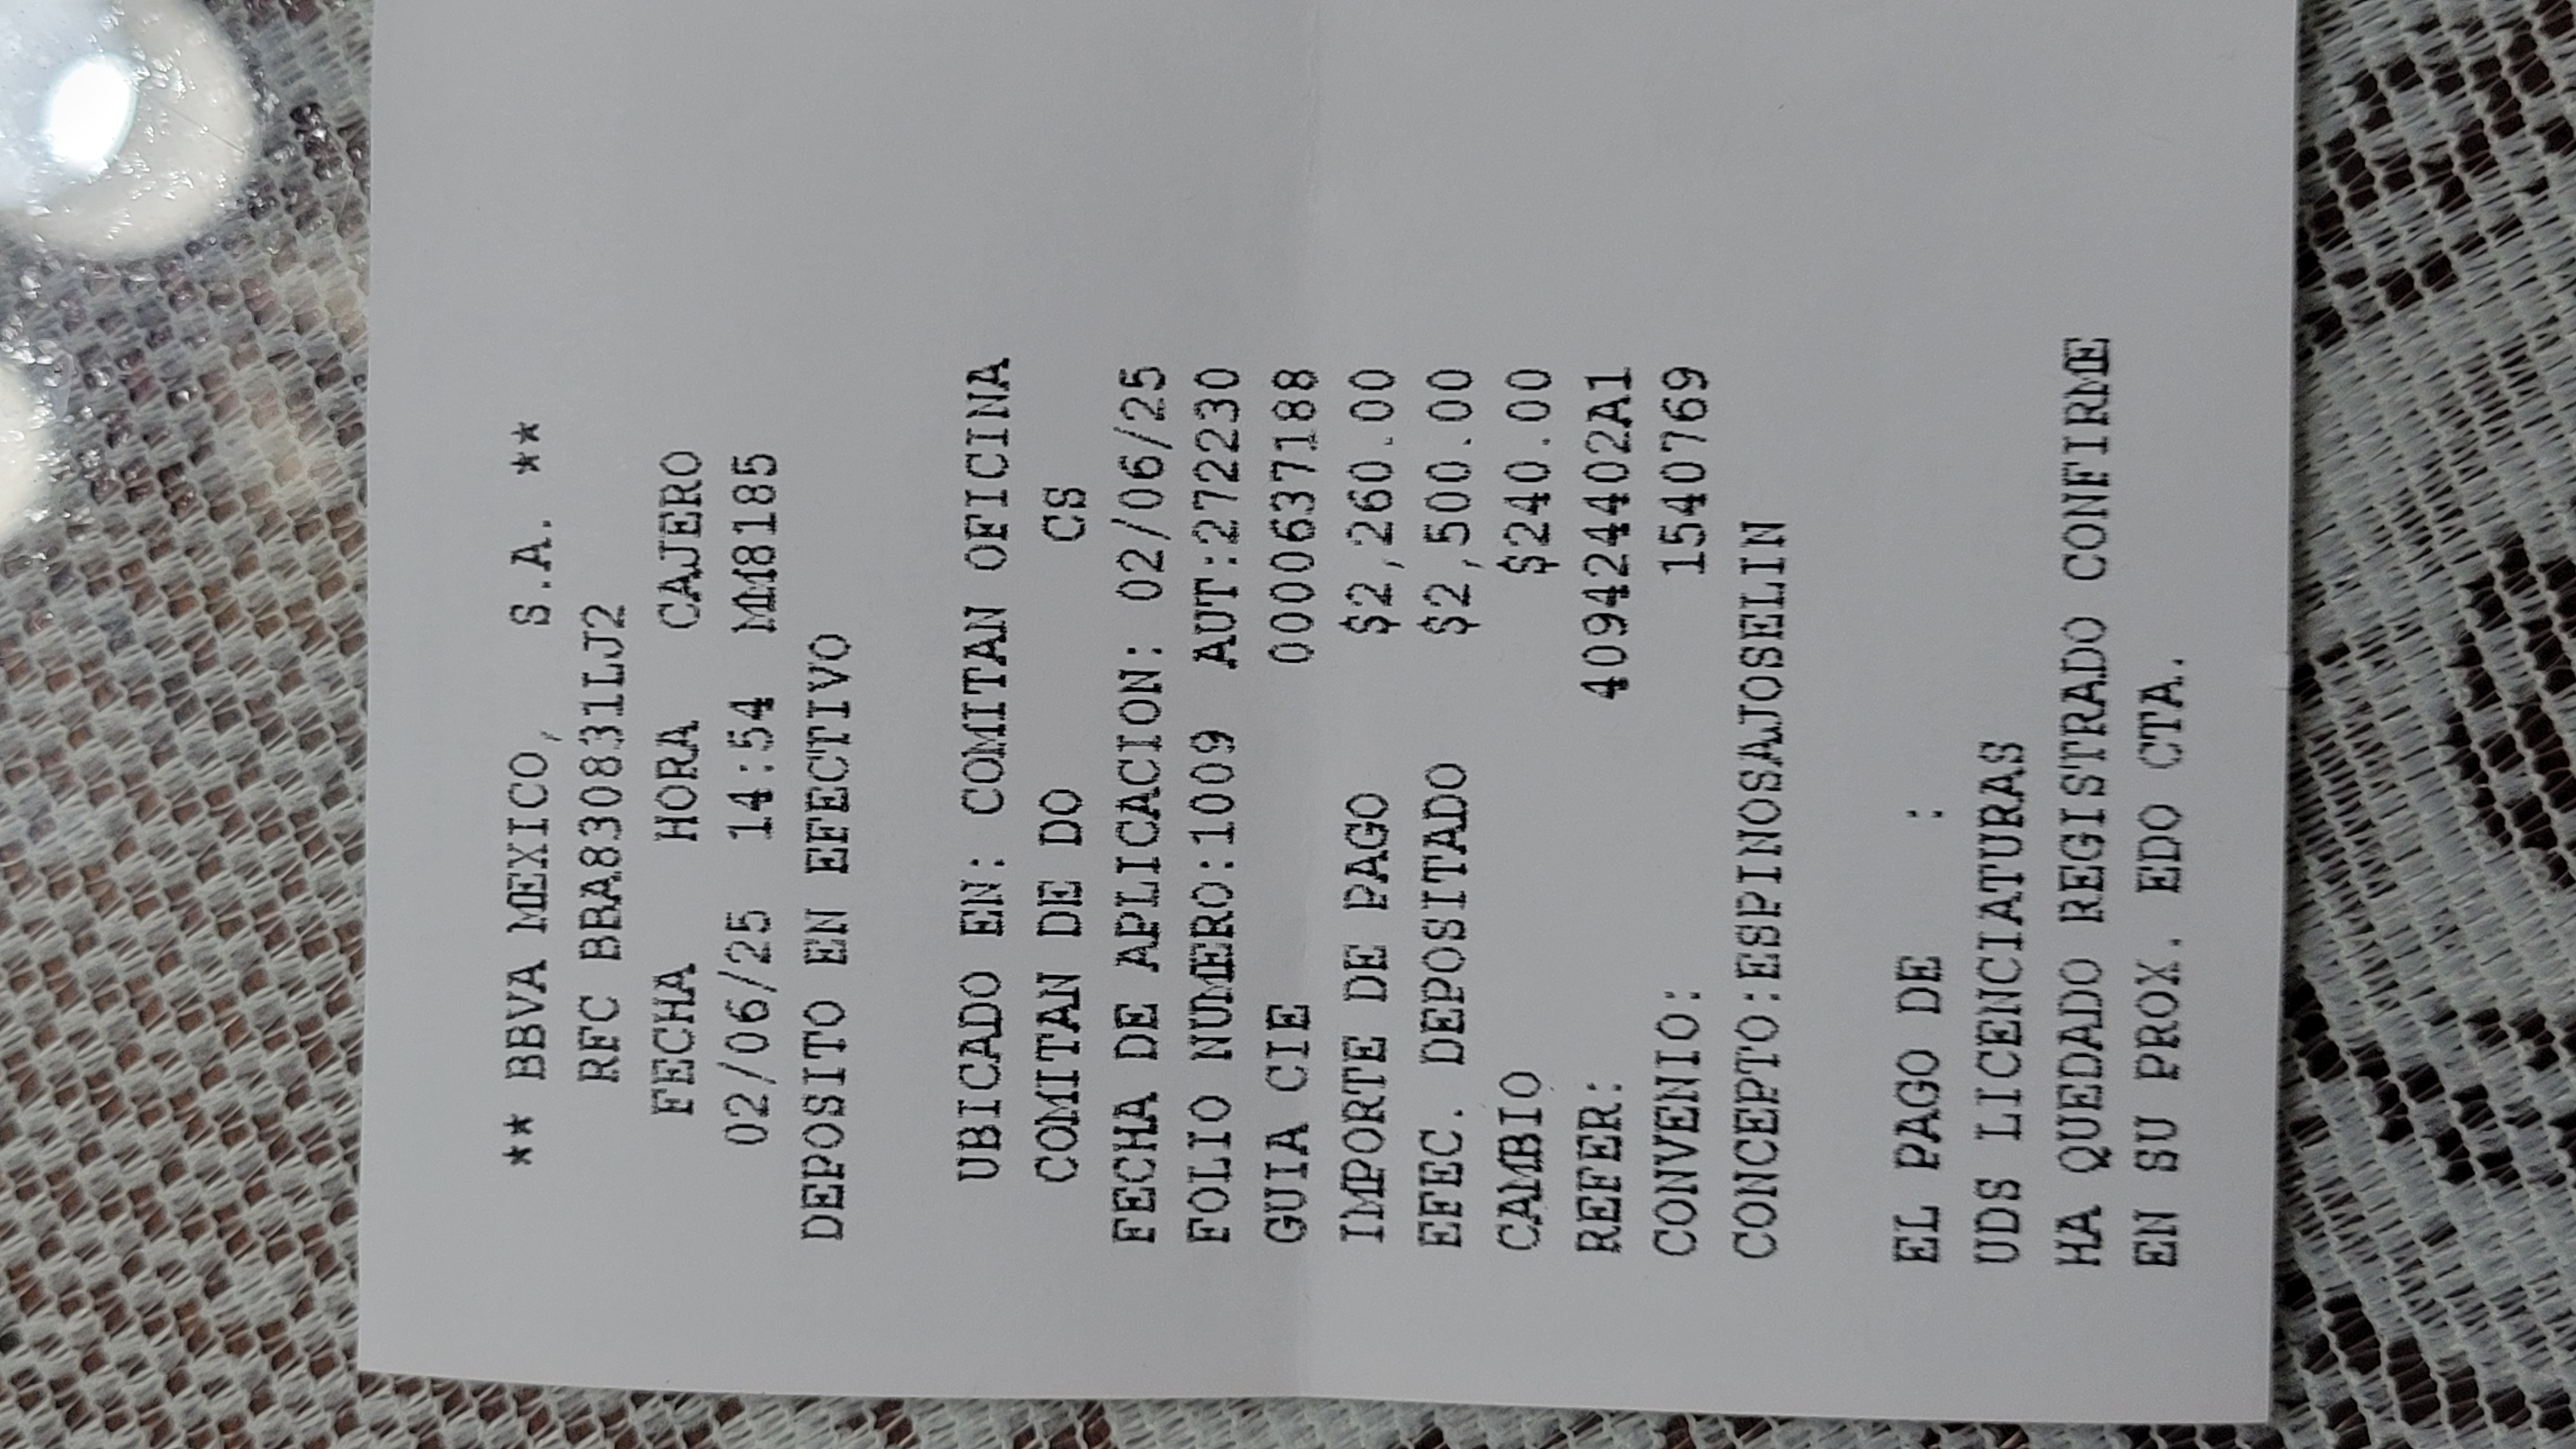 ** BBVA MEXICO, S.A. **
RFC BBA830831LJ2
FECHA HORA CAJERO
02/06/25 14:54 MM8185
DEPOSITO EN EFECTIVO
UBICADO EN: COMITAN OFICINA
COMITAN DE DO CS
FECHA DE APLICACION: 02/06/25
FOLIO NUMERO:1009 AUT:272230
GUIA CIE 0000637188
IMPORTE DE PAGO $2,260.00
EFEC. DEPOSITADO $2,500.00
CAMBIO $240.00
REFER: 409424402A1
CONVENIO: 1540769
CONCEPTO:ESPINOSAJOSELIN
EL PAGO DE :
UDS LICENCIATURAS
HA QUEDADO REGISTRADO CONFIRME
EN SU PROX. EDO CTA.